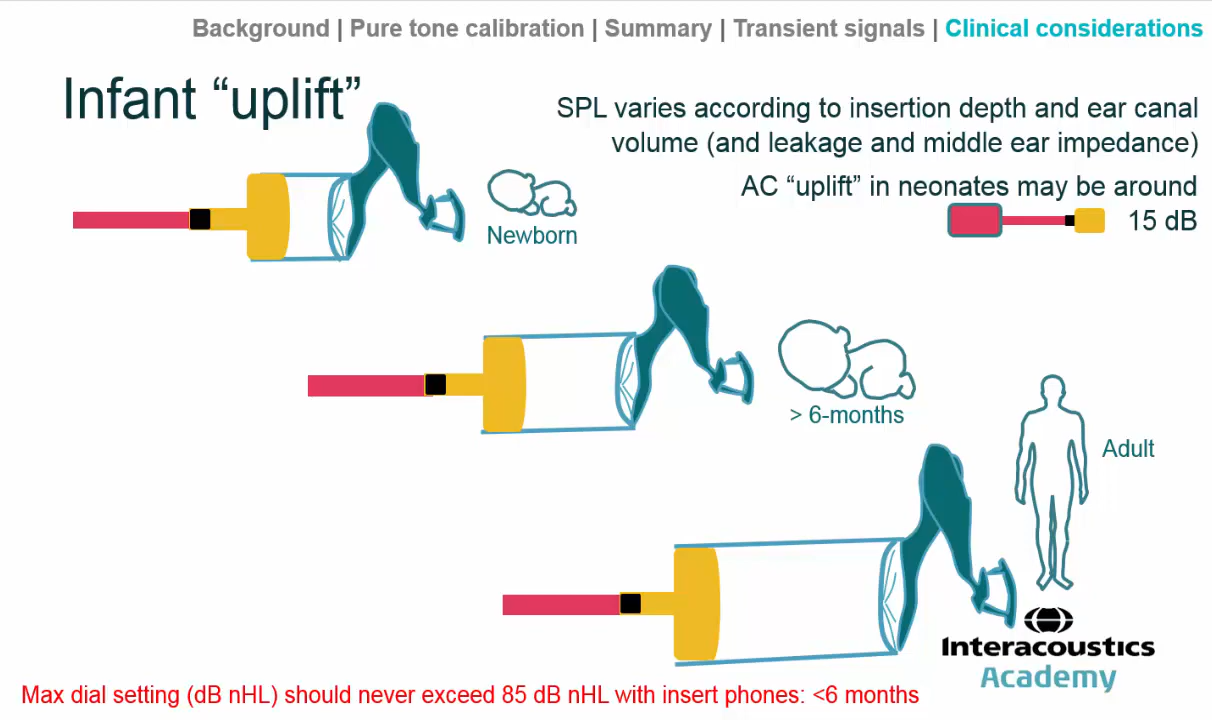 Background | Pure tone calibration | Summary | Transient signals | Clinical considerations
Infant “uplift”
SPL varies according to insertion depth and ear canal
volume (and leakage and middle ear impedance)
AC “uplift” in neonates may be around
15 dB
Newborn
> 6-months
Adult
Interacoustics
Academy
Max dial setting (dB nHL) should never exceed 85 dB nHL with insert phones: <6 months